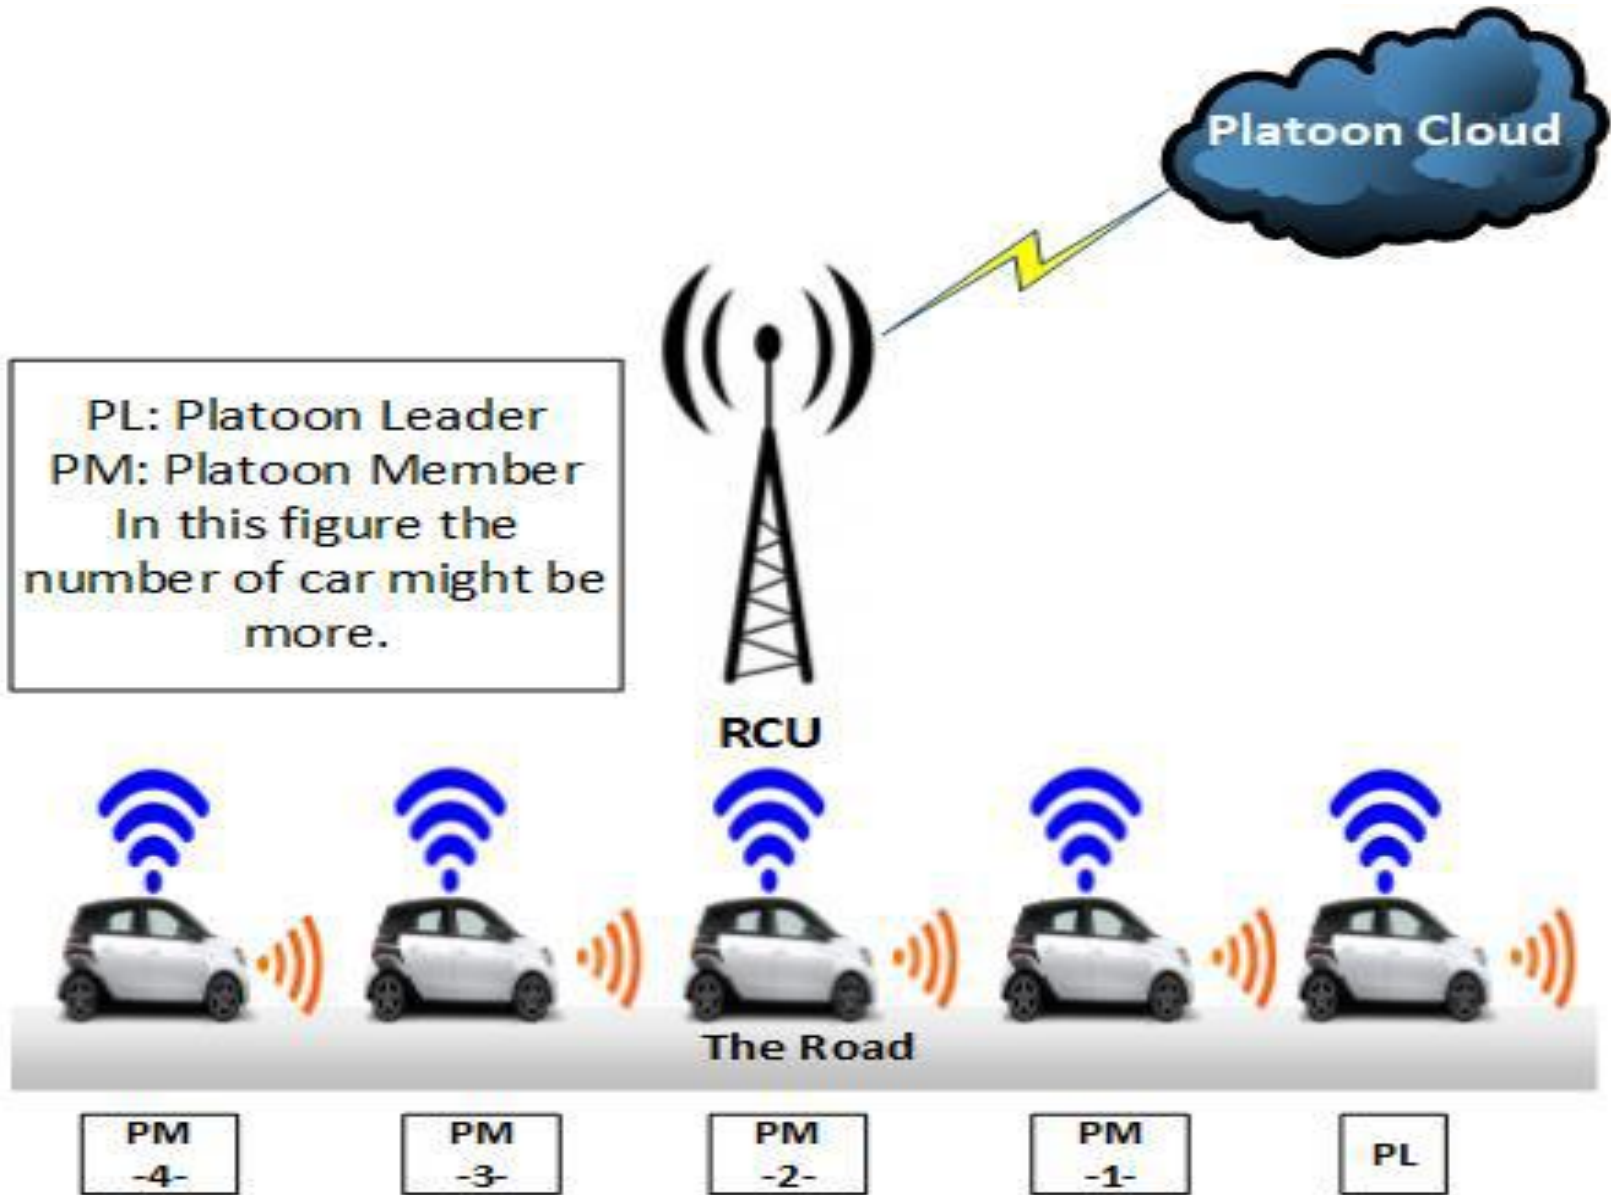 Platoon Cloud
PL: Platoon Leader
PM: Platoon Member
In this figure the
number of car might be
more.
RCU
The Road
PM
-4-
PM
-3-
PM
-2-
PM
-1-
PL